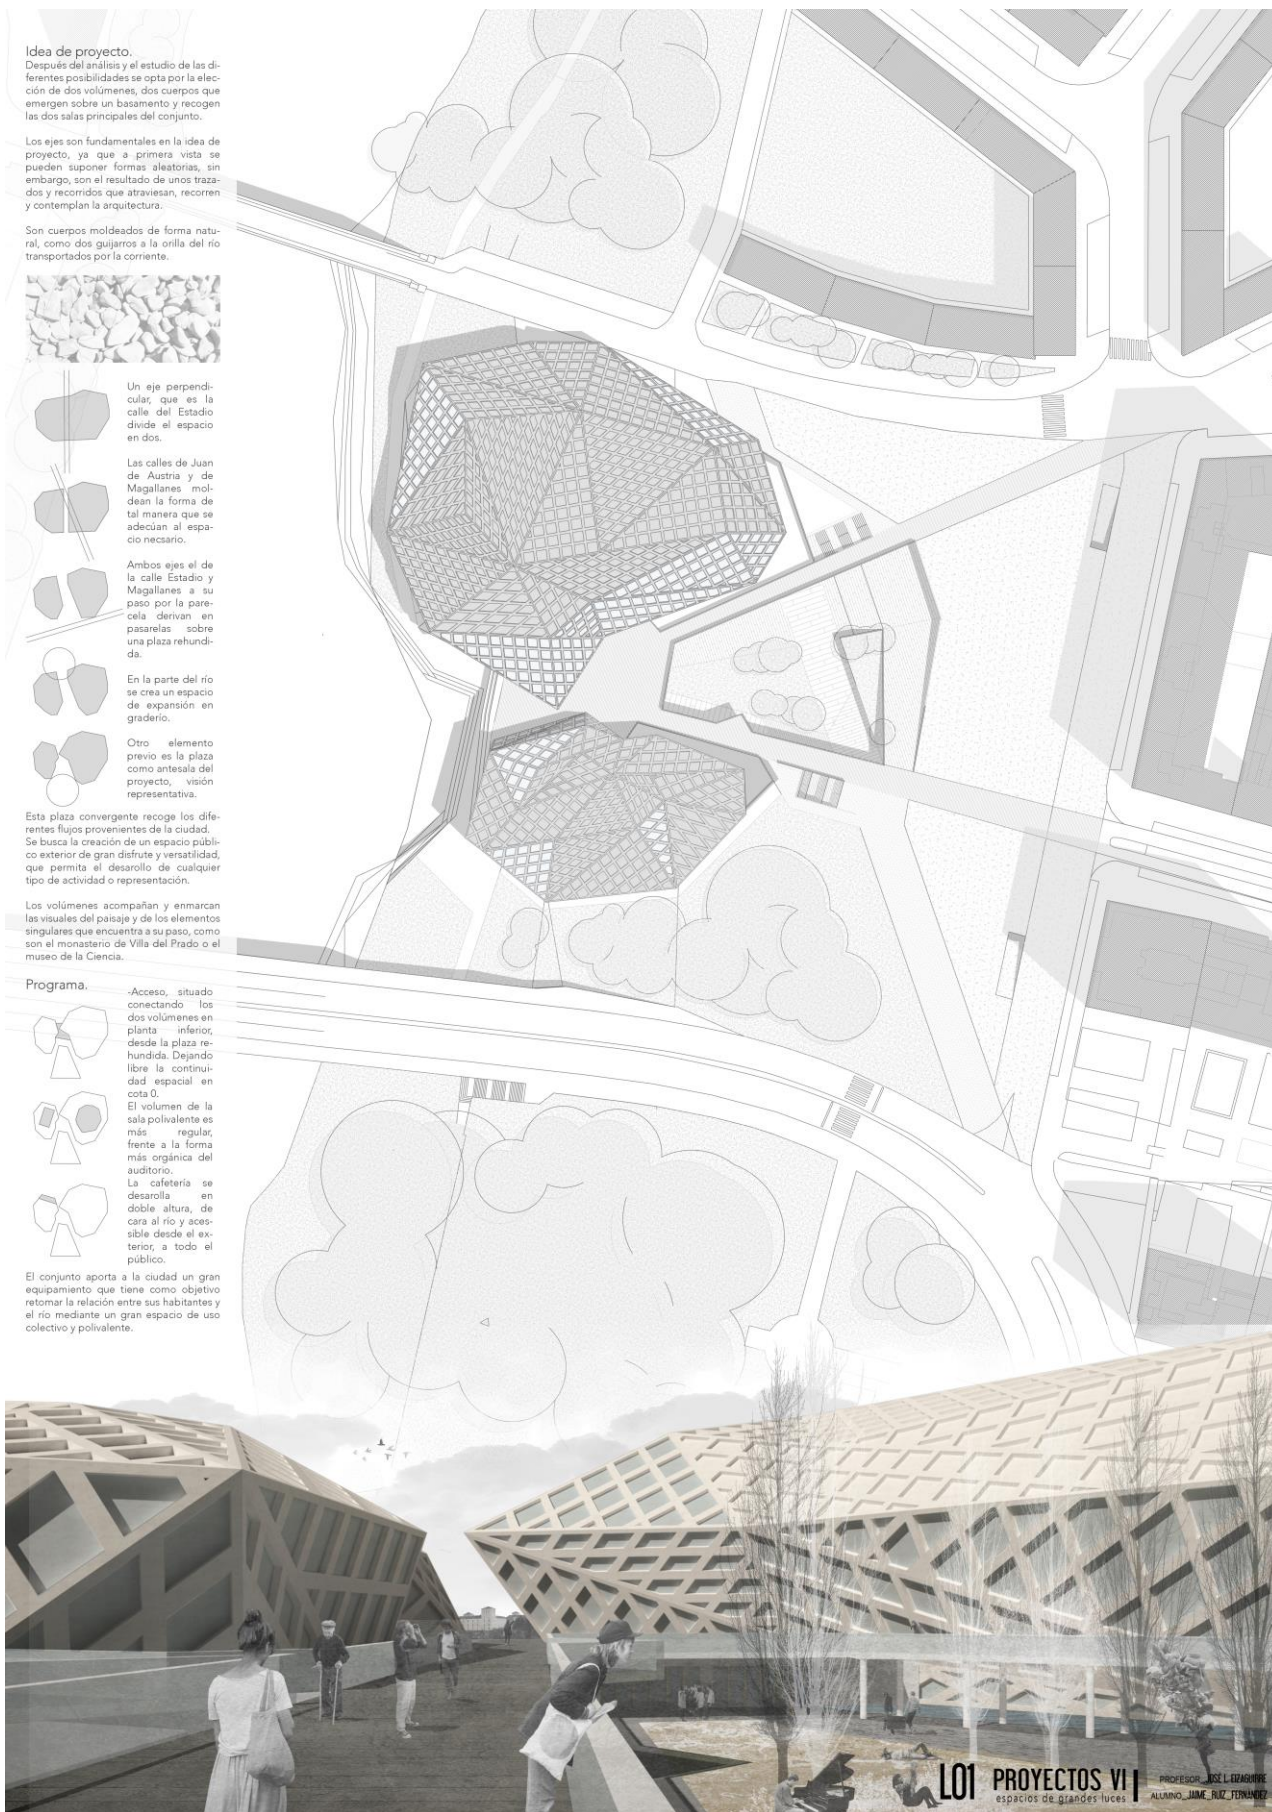 Idea de proyecto.
Después del análisis y el estudio de las di-
ferentes posibilidades se opta por la elec-
ción de dos volúmenes, dos cuerpos que
emergen sobre un basamento y recogen
las dos salas principales del conjunto.
Los ejes son fundamentales en la idea de
proyecto, ya que a primera vista se
pueden suponer formas aleatorias, sin
embargo, son el resultado de unos traza-
dos y recorridos que atraviesan, recorren
y contemplan la arquitectura.
Son cuerpos moldeados de forma natu-
ral, como dos guijarros a la orilla del río
transportados por la corriente.
Un eje perpendi-
cular, que es la
calle del Estadio
divide el espacio
en dos.
Las calles de Juan
de Austria y de
Magallanes mol-
dean la forma de
tal manera que se
adecúan al espa-
cio necsario.
Ambos ejes el de
la calle Estadio y
Magallanes a su
paso por la pare-
cela derivan en
pasarelas sobre
una plaza rehundi-
da.
En la parte del río
se crea un espacio
de expansión en
graderío.
Otro elemento
previo es la plaza
como antesala del
proyecto, visión
representativa.
Esta plaza convergente recoge los dife-
rentes flujos provenientes de la ciudad.
Se busca la creación de un espacio públi-
co exterior de gran disfrute y versatilidad,
que permita el desarollo de cualquier
tipo de actividad o representación.
Los volúmenes acompañan y enmarcan
las visuales del paisaje y de los elementos
singulares que encuentra a su paso, como
son el monasterio de Villa del Prado o el
museo de la Ciencia.
Programa.
-Acceso, situado
conectando los
dos volúmenes en
planta inferior,
desde la plaza re-
hundida. Dejando
libre la continui-
dad espacial en
cota 0.
El volumen de la
sala polivalente es
más regular,
frente a la forma
más orgánica del
auditorio.
La cafetería se
desarolla en
doble altura, de
cara al río y aces-
sible desde el ex-
terior, a todo el
público.
El conjunto aporta a la ciudad un gran
equipamiento que tiene como objetivo
retomar la relación entre sus habitantes y
el río mediante un gran espacio de uso
colectivo y polivalente.
L01 PROYECTOS VI
espacios de grandes luces
PROFESOR_JOSÉ L. EIZAGUIRRE
ALUMNO_JAIME_RUIZ_FERNÁNDEZ